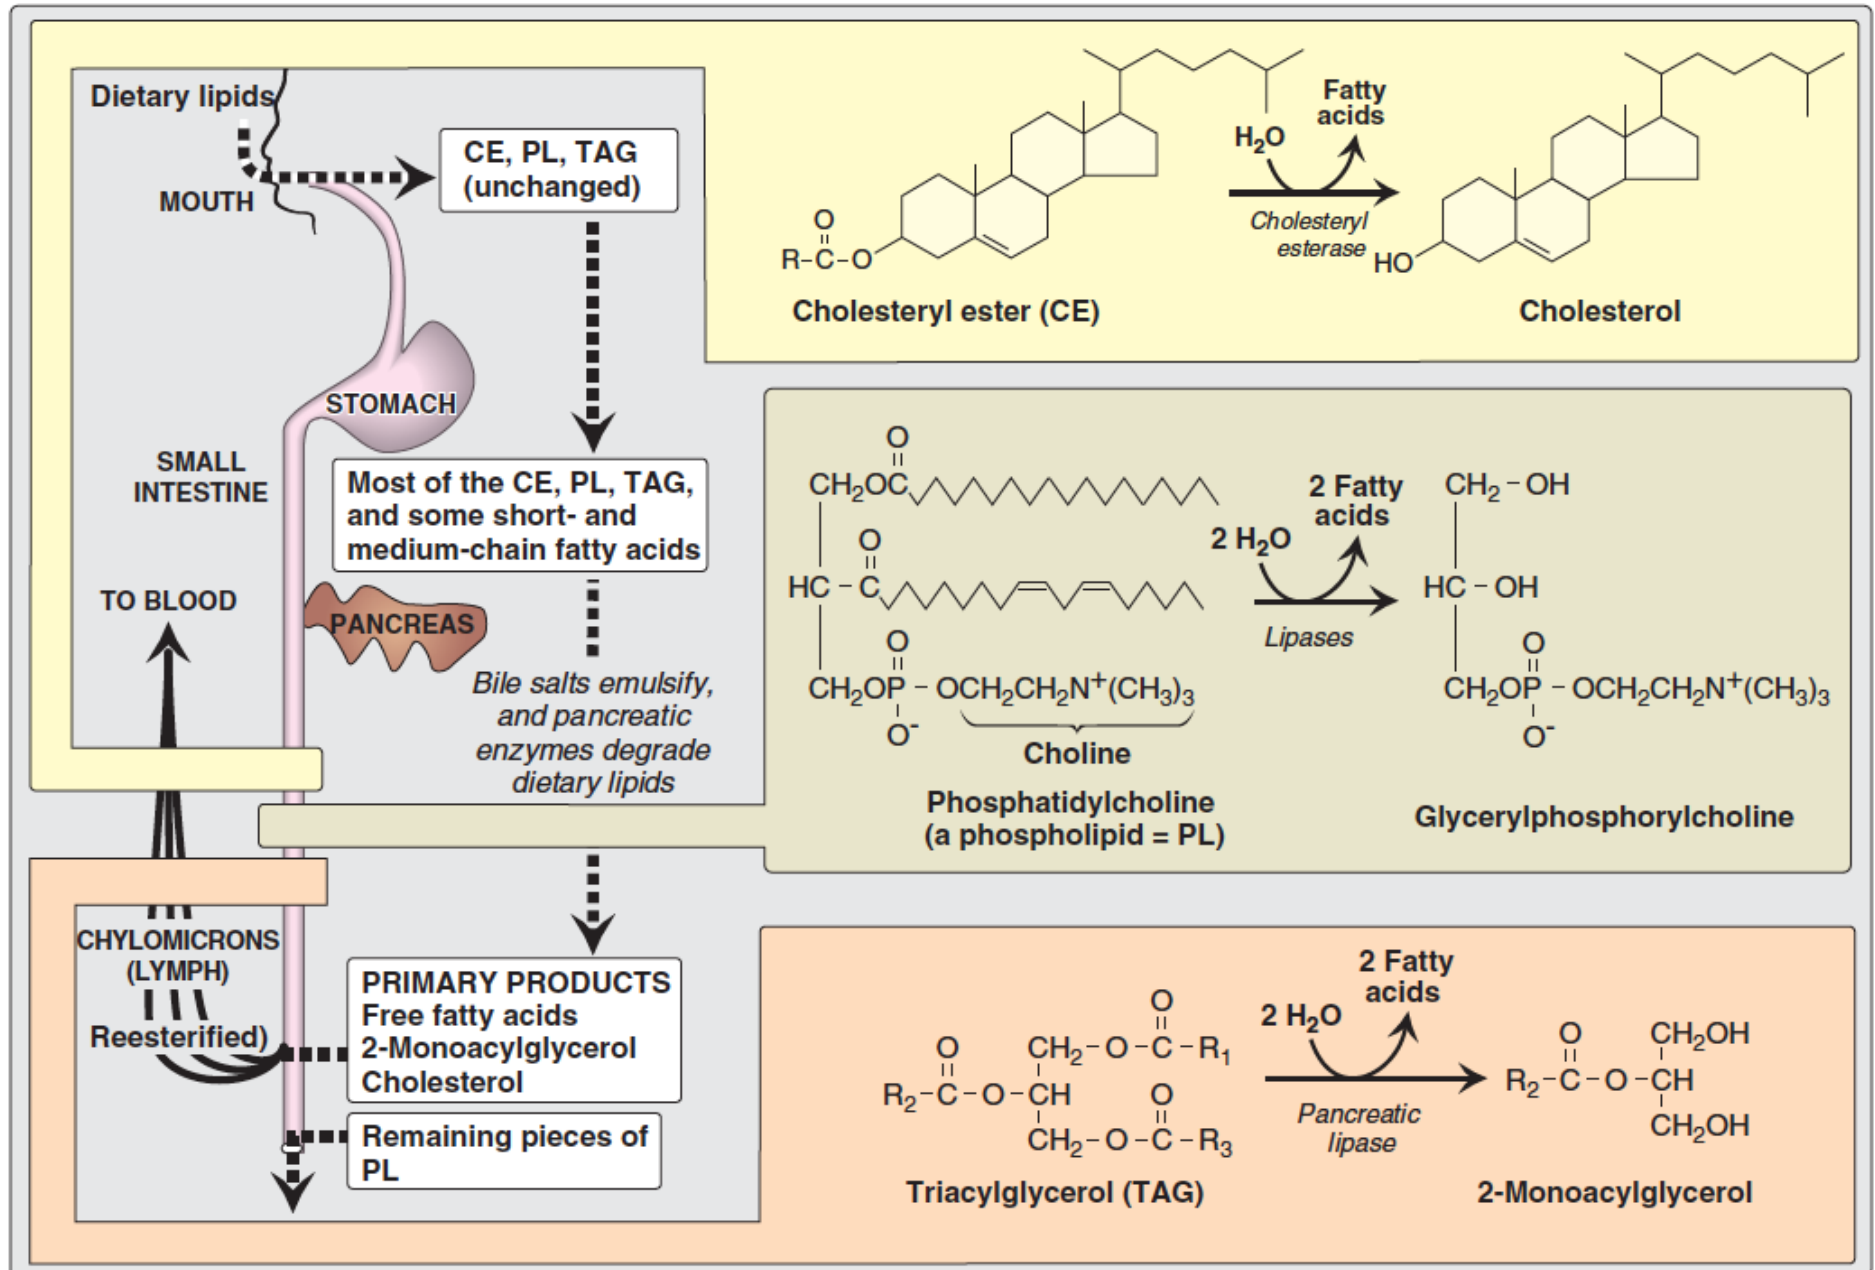 Dietary lipids
MOUTH
CE, PL, TAG
(unchanged)
STOMACH
SMALL
INTESTINE
Most of the CE, PL, TAG,
and some short- and
medium-chain fatty acids
TO BLOOD
PANCREAS
Bile salts emulsify,
and pancreatic
enzymes degrade
dietary lipids
CHYLOMICRONS
(LYMPH)
Reesterified)
PRIMARY PRODUCTS
Free fatty acids
2-Monoacylglycerol
Cholesterol
Remaining pieces of
PL
O
R-C-O
Cholesteryl ester (CE)
H₂O
Fatty
acids
Cholesteryl
esterase
HO
Cholesterol
O
CH₂OC
O
HC-C
O
CH₂OP-OCH₂CH₂N⁺(CH₃)₃
O⁻
Choline
Phosphatidylcholine
(a phospholipid = PL)
2 H₂O
2 Fatty
acids
Lipases
CH₂-OH
HC-OH
O
CH₂OP-OCH₂CH₂N⁺(CH₃)₃
O⁻
Glycerylphosphorylcholine
O
CH₂-O-C-R₁
O
R₂-C-O-CH
O
CH₂-O-C-R₃
Triacylglycerol (TAG)
2 H₂O
2 Fatty
acids
Pancreatic
lipase
O
CH₂OH
R₂-C-O-CH
CH₂OH
2-Monoacylglycerol